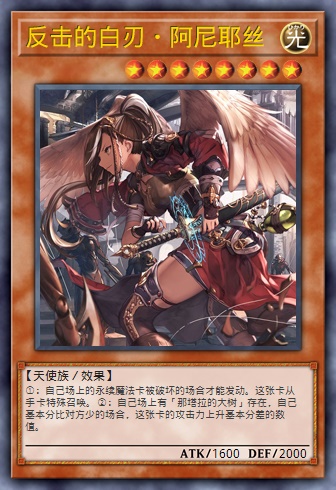 反击的白刃·阿尼耶丝
光
【天使族／效果】
①：自己场上的永续魔法卡被破坏的场合才能发动。这张卡从
手卡特殊召唤。②：自己场上有「那塔拉的大树」存在，自己
基本分比对方少的场合，这张卡的攻击力上升基本分差的数
值。
ATK/1600 DEF/2000